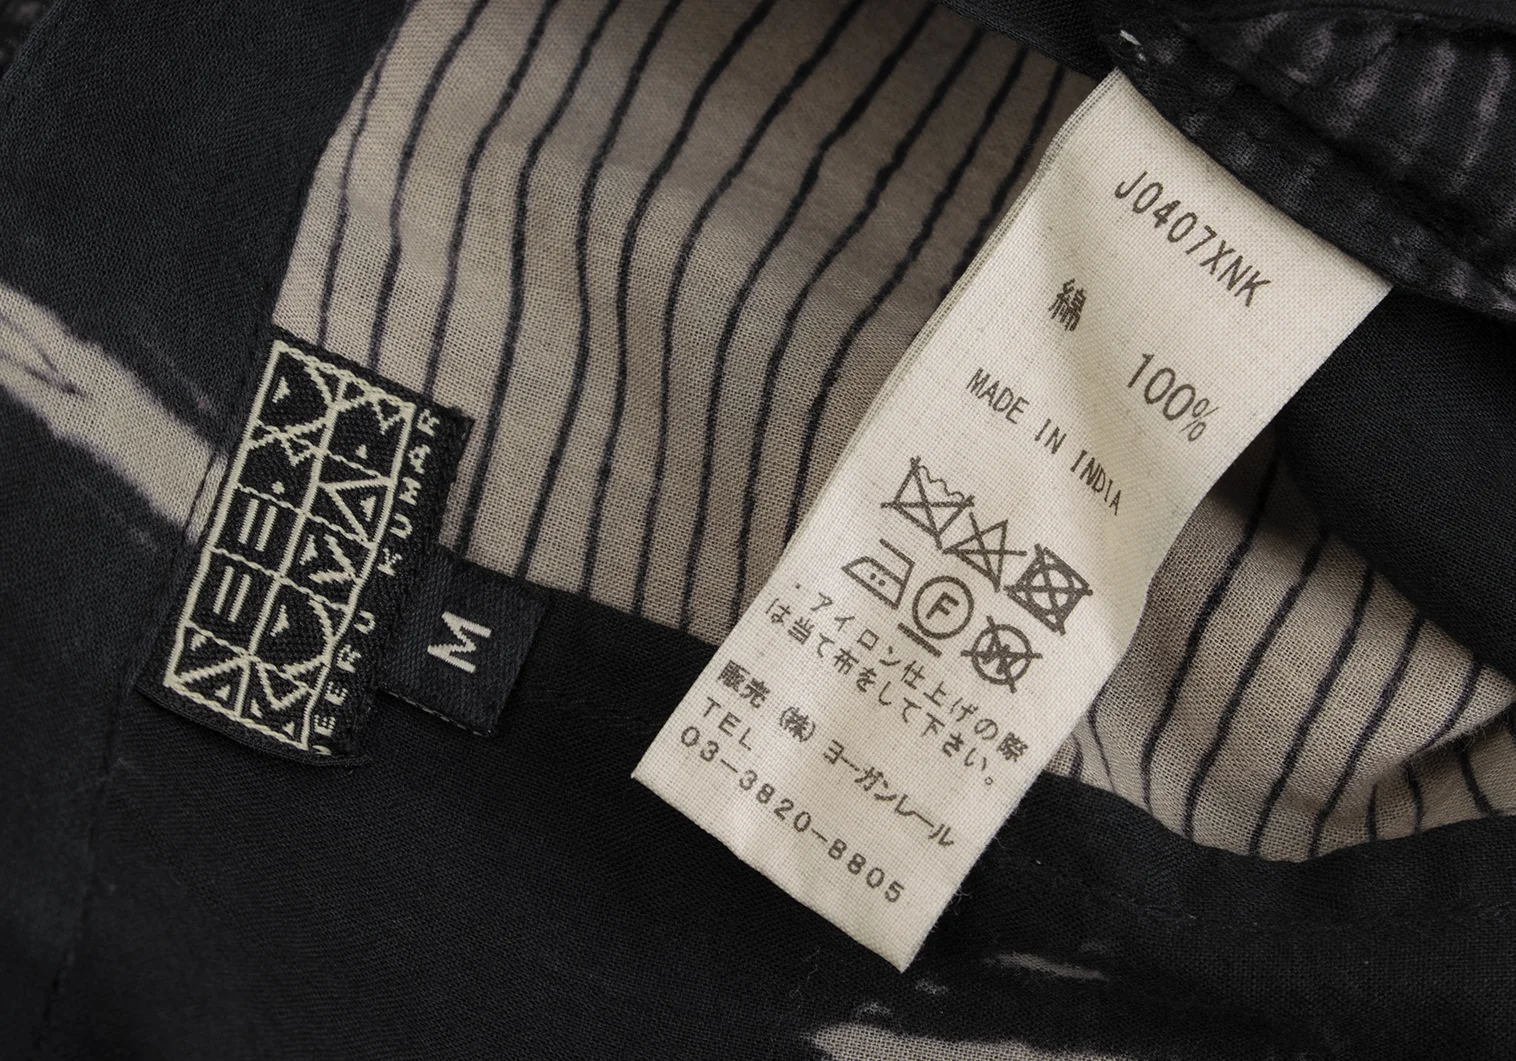 JEERU KUMAR
M
J0407XNK
綿
100%
MADE IN INDIA
F
・アイロン仕上げの際
は当て布をして下さい。
販売 (株) ヨーガンレール
TEL
03-3820-8805